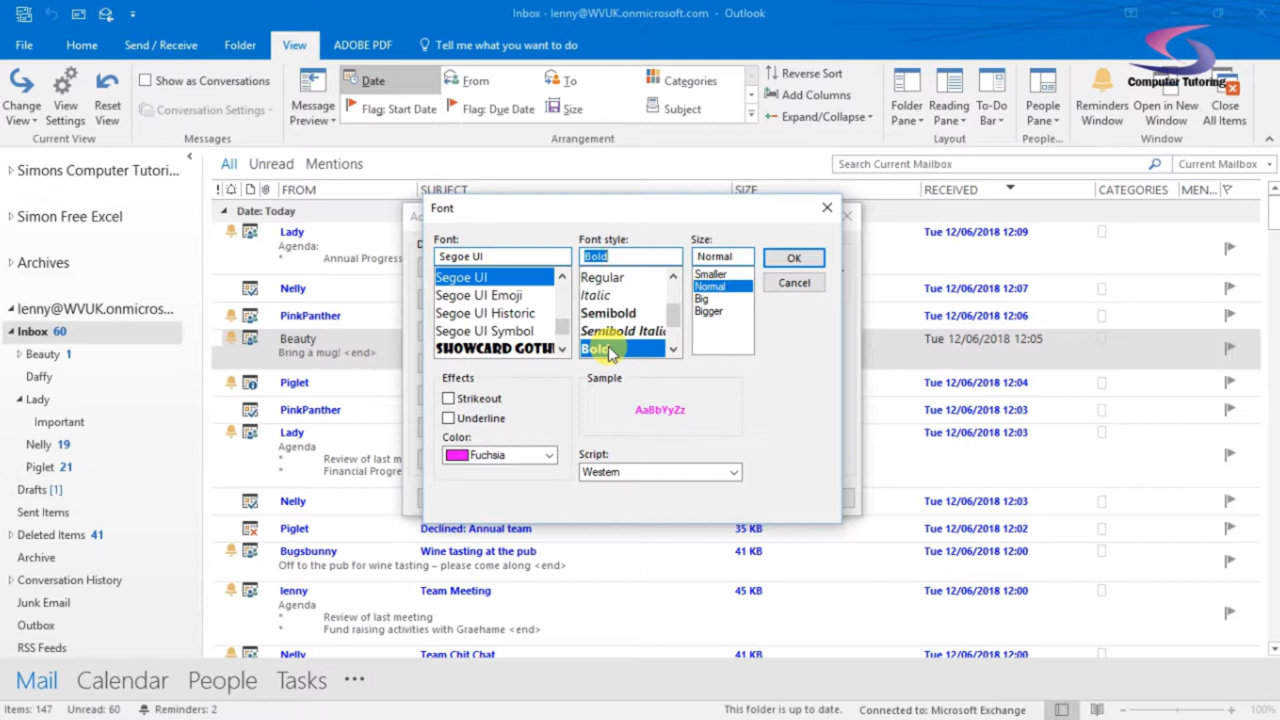 Inbox - lenny@WVUK.onmicrosoft.com - Outlook
File Home Send / Receive Folder View ADOBE PDF Tell me what you want to do
Computer Tutoring
Change View View Settings Reset View
Current View
Show as Conversations
Conversation Settings
Messages
Message Preview
Date From To Categories
Flag: Start Date Flag: Due Date Size Subject
Arrangement
Reverse Sort
Add Columns
Expand/Collapse
Folder Pane Reading Pane To-Do Bar
Layout
People Pane
People...
Reminders Window Open in New Window Close All Items
Window
Simons Computer Tutori...
Simon Free Excel
Archives
lenny@WVUK.onmicros...
Inbox 60
Beauty 1
Daffy
Lady
Important
Nelly 19
Piglet 21
Drafts [1]
Sent Items
Deleted Items 41
Archive
Conversation History
Junk Email
Outbox
RSS Feeds
All Unread Mentions
Search Current Mailbox Current Mailbox
! FROM SUBJECT SIZE RECEIVED CATEGORIES MEN...
Date: Today
Lady Tue 12/06/2018 12:09
Agenda:
* Annual Progress
Nelly Tue 12/06/2018 12:07
PinkPanther Tue 12/06/2018 12:06
Beauty Tue 12/06/2018 12:05
Bring a mug! <end>
Piglet Tue 12/06/2018 12:04
PinkPanther Tue 12/06/2018 12:03
Lady Tue 12/06/2018 12:03
Agenda
* Review of last m
* Financial Progre
Nelly Tue 12/06/2018 12:03
Piglet Declined: Annual team 35 KB Tue 12/06/2018 12:02
Bugsbunny Wine tasting at the pub 41 KB Tue 12/06/2018 12:00
Off to the pub for wine tasting – please come along <end>
lenny Team Meeting 45 KB Tue 12/06/2018 12:00
Agenda
* Review of last meeting
* Fund raising activities with Graehame <end>
Nelly Team Chit Chat 41 KB Tue 12/06/2018 12:00
Font
Font: Font style: Size:
Segoe UI Bold Normal
OK
Cancel
Segoe UI
Segoe UI Emoji
Segoe UI Historic
Segoe UI Symbol
SHOWCARD GOTHI
Regular
Italic
Semibold
Semibold Italic
Bold
Smaller
Normal
Big
Bigger
Effects
Strikeout
Underline
Color:
Fuchsia
Sample
AaBbYyZz
Script:
Western
Mail Calendar People Tasks •••
Items: 147 Unread: 60 Reminders: 2 This folder is up to date. Connected to: Microsoft Exchange 100%